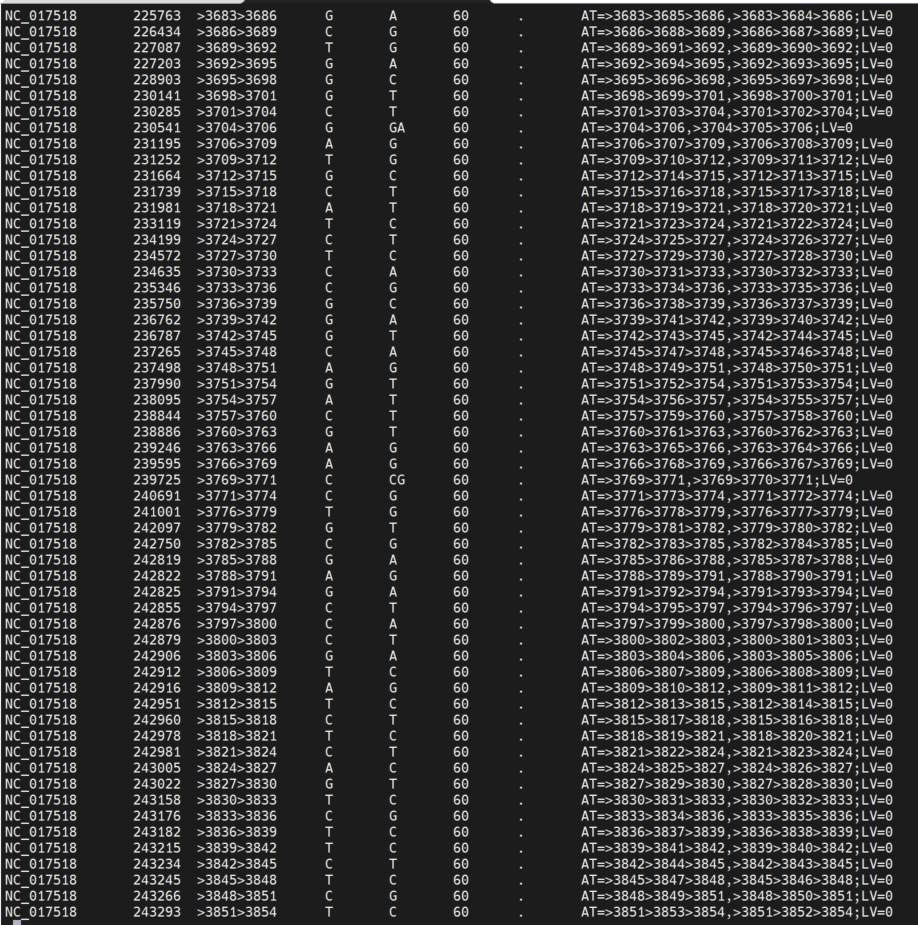 NC_017518 225763 >3683>3686 G A 60 . AT=>3683>3685>3686,>3683>3684>3686;LV=0
NC_017518 226434 >3686>3689 C G 60 . AT=>3686>3688>3689,>3686>3687>3689;LV=0
NC_017518 227087 >3689>3692 T G 60 . AT=>3689>3691>3692,>3689>3690>3692;LV=0
NC_017518 227203 >3692>3695 G A 60 . AT=>3692>3694>3695,>3692>3693>3695;LV=0
NC_017518 228903 >3695>3698 G C 60 . AT=>3695>3696>3698,>3695>3697>3698;LV=0
NC_017518 230141 >3698>3701 G T 60 . AT=>3698>3699>3701,>3698>3700>3701;LV=0
NC_017518 230285 >3701>3704 C T 60 . AT=>3701>3703>3704,>3701>3702>3704;LV=0
NC_017518 230541 >3704>3706 G GA 60 . AT=>3704>3706,>3704>3705>3706;LV=0
NC_017518 231195 >3706>3709 A G 60 . AT=>3706>3707>3709,>3706>3708>3709;LV=0
NC_017518 231252 >3709>3712 T G 60 . AT=>3709>3710>3712,>3709>3711>3712;LV=0
NC_017518 231664 >3712>3715 G C 60 . AT=>3712>3714>3715,>3712>3713>3715;LV=0
NC_017518 231739 >3715>3718 C T 60 . AT=>3715>3716>3718,>3715>3717>3718;LV=0
NC_017518 231981 >3718>3721 A T 60 . AT=>3718>3719>3721,>3718>3720>3721;LV=0
NC_017518 233119 >3721>3724 T C 60 . AT=>3721>3723>3724,>3721>3722>3724;LV=0
NC_017518 234199 >3724>3727 C T 60 . AT=>3724>3725>3727,>3724>3726>3727;LV=0
NC_017518 234572 >3727>3730 T C 60 . AT=>3727>3729>3730,>3727>3728>3730;LV=0
NC_017518 234635 >3730>3733 C A 60 . AT=>3730>3731>3733,>3730>3732>3733;LV=0
NC_017518 235346 >3733>3736 C G 60 . AT=>3733>3734>3736,>3733>3735>3736;LV=0
NC_017518 235750 >3736>3739 G C 60 . AT=>3736>3738>3739,>3736>3737>3739;LV=0
NC_017518 236762 >3739>3742 G A 60 . AT=>3739>3741>3742,>3739>3740>3742;LV=0
NC_017518 236787 >3742>3745 G T 60 . AT=>3742>3743>3745,>3742>3744>3745;LV=0
NC_017518 237265 >3745>3748 C A 60 . AT=>3745>3747>3748,>3745>3746>3748;LV=0
NC_017518 237498 >3748>3751 A G 60 . AT=>3748>3749>3751,>3748>3750>3751;LV=0
NC_017518 237990 >3751>3754 G T 60 . AT=>3751>3752>3754,>3751>3753>3754;LV=0
NC_017518 238095 >3754>3757 A T 60 . AT=>3754>3756>3757,>3754>3755>3757;LV=0
NC_017518 238844 >3757>3760 C T 60 . AT=>3757>3759>3760,>3757>3758>3760;LV=0
NC_017518 238886 >3760>3763 G T 60 . AT=>3760>3761>3763,>3760>3762>3763;LV=0
NC_017518 239246 >3763>3766 A G 60 . AT=>3763>3765>3766,>3763>3764>3766;LV=0
NC_017518 239595 >3766>3769 A G 60 . AT=>3766>3768>3769,>3766>3767>3769;LV=0
NC_017518 239725 >3769>3771 C CG 60 . AT=>3769>3771,>3769>3770>3771;LV=0
NC_017518 240691 >3771>3774 C G 60 . AT=>3771>3773>3774,>3771>3772>3774;LV=0
NC_017518 241001 >3776>3779 T G 60 . AT=>3776>3778>3779,>3776>3777>3779;LV=0
NC_017518 242097 >3779>3782 G T 60 . AT=>3779>3781>3782,>3779>3780>3782;LV=0
NC_017518 242750 >3782>3785 C G 60 . AT=>3782>3783>3785,>3782>3784>3785;LV=0
NC_017518 242819 >3785>3788 G A 60 . AT=>3785>3786>3788,>3785>3787>3788;LV=0
NC_017518 242822 >3788>3791 A G 60 . AT=>3788>3789>3791,>3788>3790>3791;LV=0
NC_017518 242825 >3791>3794 G A 60 . AT=>3791>3792>3794,>3791>3793>3794;LV=0
NC_017518 242855 >3794>3797 C T 60 . AT=>3794>3795>3797,>3794>3796>3797;LV=0
NC_017518 242876 >3797>3800 C A 60 . AT=>3797>3799>3800,>3797>3798>3800;LV=0
NC_017518 242879 >3800>3803 C T 60 . AT=>3800>3802>3803,>3800>3801>3803;LV=0
NC_017518 242906 >3803>3806 G A 60 . AT=>3803>3804>3806,>3803>3805>3806;LV=0
NC_017518 242912 >3806>3809 T C 60 . AT=>3806>3807>3809,>3806>3808>3809;LV=0
NC_017518 242916 >3809>3812 A G 60 . AT=>3809>3810>3812,>3809>3811>3812;LV=0
NC_017518 242951 >3812>3815 T C 60 . AT=>3812>3813>3815,>3812>3814>3815;LV=0
NC_017518 242960 >3815>3818 C T 60 . AT=>3815>3817>3818,>3815>3816>3818;LV=0
NC_017518 242978 >3818>3821 T C 60 . AT=>3818>3819>3821,>3818>3820>3821;LV=0
NC_017518 242981 >3821>3824 C T 60 . AT=>3821>3822>3824,>3821>3823>3824;LV=0
NC_017518 243005 >3824>3827 A C 60 . AT=>3824>3825>3827,>3824>3826>3827;LV=0
NC_017518 243022 >3827>3830 G T 60 . AT=>3827>3829>3830,>3827>3828>3830;LV=0
NC_017518 243158 >3830>3833 T C 60 . AT=>3830>3831>3833,>3830>3832>3833;LV=0
NC_017518 243176 >3833>3836 C G 60 . AT=>3833>3834>3836,>3833>3835>3836;LV=0
NC_017518 243182 >3836>3839 T C 60 . AT=>3836>3837>3839,>3836>3838>3839;LV=0
NC_017518 243215 >3839>3842 T C 60 . AT=>3839>3841>3842,>3839>3840>3842;LV=0
NC_017518 243234 >3842>3845 C T 60 . AT=>3842>3844>3845,>3842>3843>3845;LV=0
NC_017518 243245 >3845>3848 T C 60 . AT=>3845>3847>3848,>3845>3846>3848;LV=0
NC_017518 243266 >3848>3851 C G 60 . AT=>3848>3849>3851,>3848>3850>3851;LV=0
NC_017518 243293 >3851>3854 T C 60 . AT=>3851>3853>3854,>3851>3852>3854;LV=0